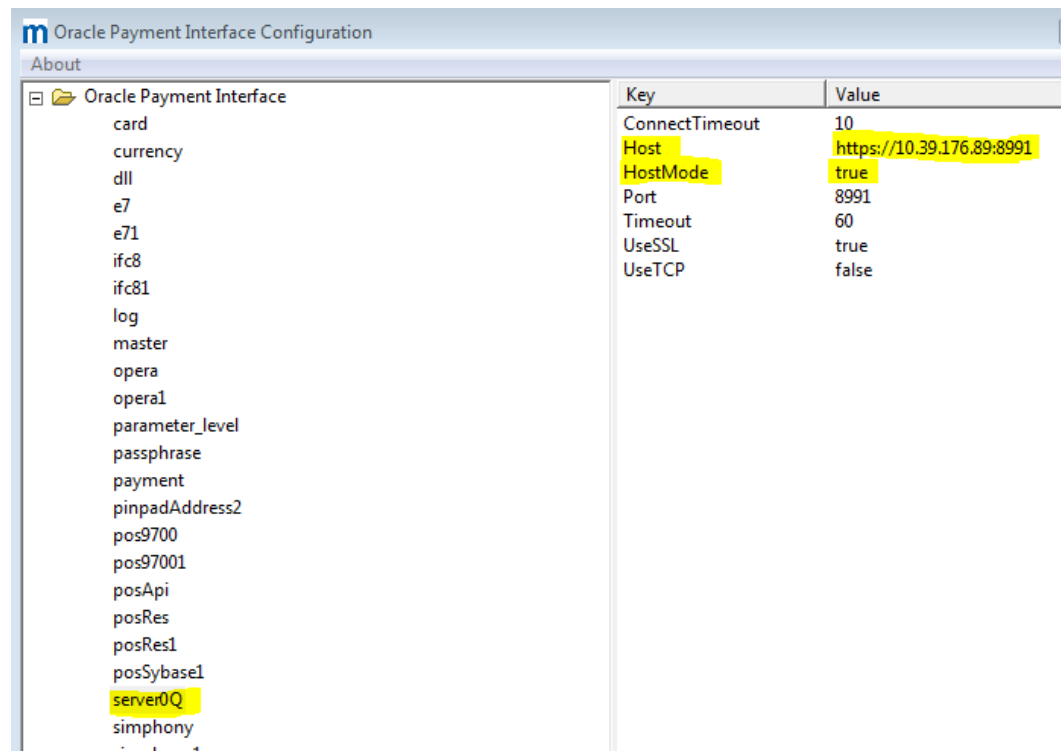 m Oracle Payment Interface Configuration
About
Oracle Payment Interface
card
currency
dll
e7
e71
ifc8
ifc81
log
master
opera
opera1
parameter_level
passphrase
payment
pinpadAddress2
pos9700
pos97001
posApi
posRes
posRes1
posSybase1
server0Q
simphony
Key Value
ConnectTimeout 10
Host https://10.39.176.89:8991
HostMode true
Port 8991
Timeout 60
UseSSL true
UseTCP false